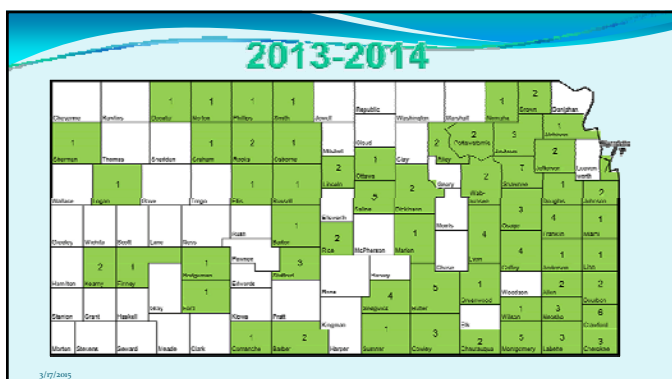 2013-2014
1 1 1 1 1 2
Cheyenne Rawlins Decatur Norton Phillips Smith Jewell Republic Washington Marshall Nemaha Brown Doniphan
1 1 2 1 2 3 1
Sherman Thomas Sheridan Graham Rooks Osborne Mitchell Cloud Clay Riley Pottawatomie Jackson Atchison
1 1 1 2 1 2 2 7 2
Wallace Logan Gove Trego Ellis Russell Lincoln Ottawa Dickinson Geary Shawnee Jefferson Leavenworth
1 5 2 3 1 2
Greeley Wichita Scott Lane Ness Rush Barton Ellsworth Saline Morris Osage Douglas Johnson
3 2 1 4 4 1
Pawnee Stafford Rice McPherson Marion Chase Lyon Franklin Miami
2 1 1 4 1 1
Hamilton Kearny Finney Hodgeman Edwards Reno Harvey Coffey Anderson Linn
1 4 5 1 2 2
Stanton Grant Haskell Gray Ford Kiowa Pratt Kingman Sedgwick Butler Greenwood Woodson Allen Bourbon
1 3 6
Elk Wilson Neosho Crawford
1 2 1 3 2 5 3 3
Morton Stevens Seward Meade Clark Comanche Barber Harper Sumner Cowley Chautauqua Montgomery Labette Cherokee
3/17/2015